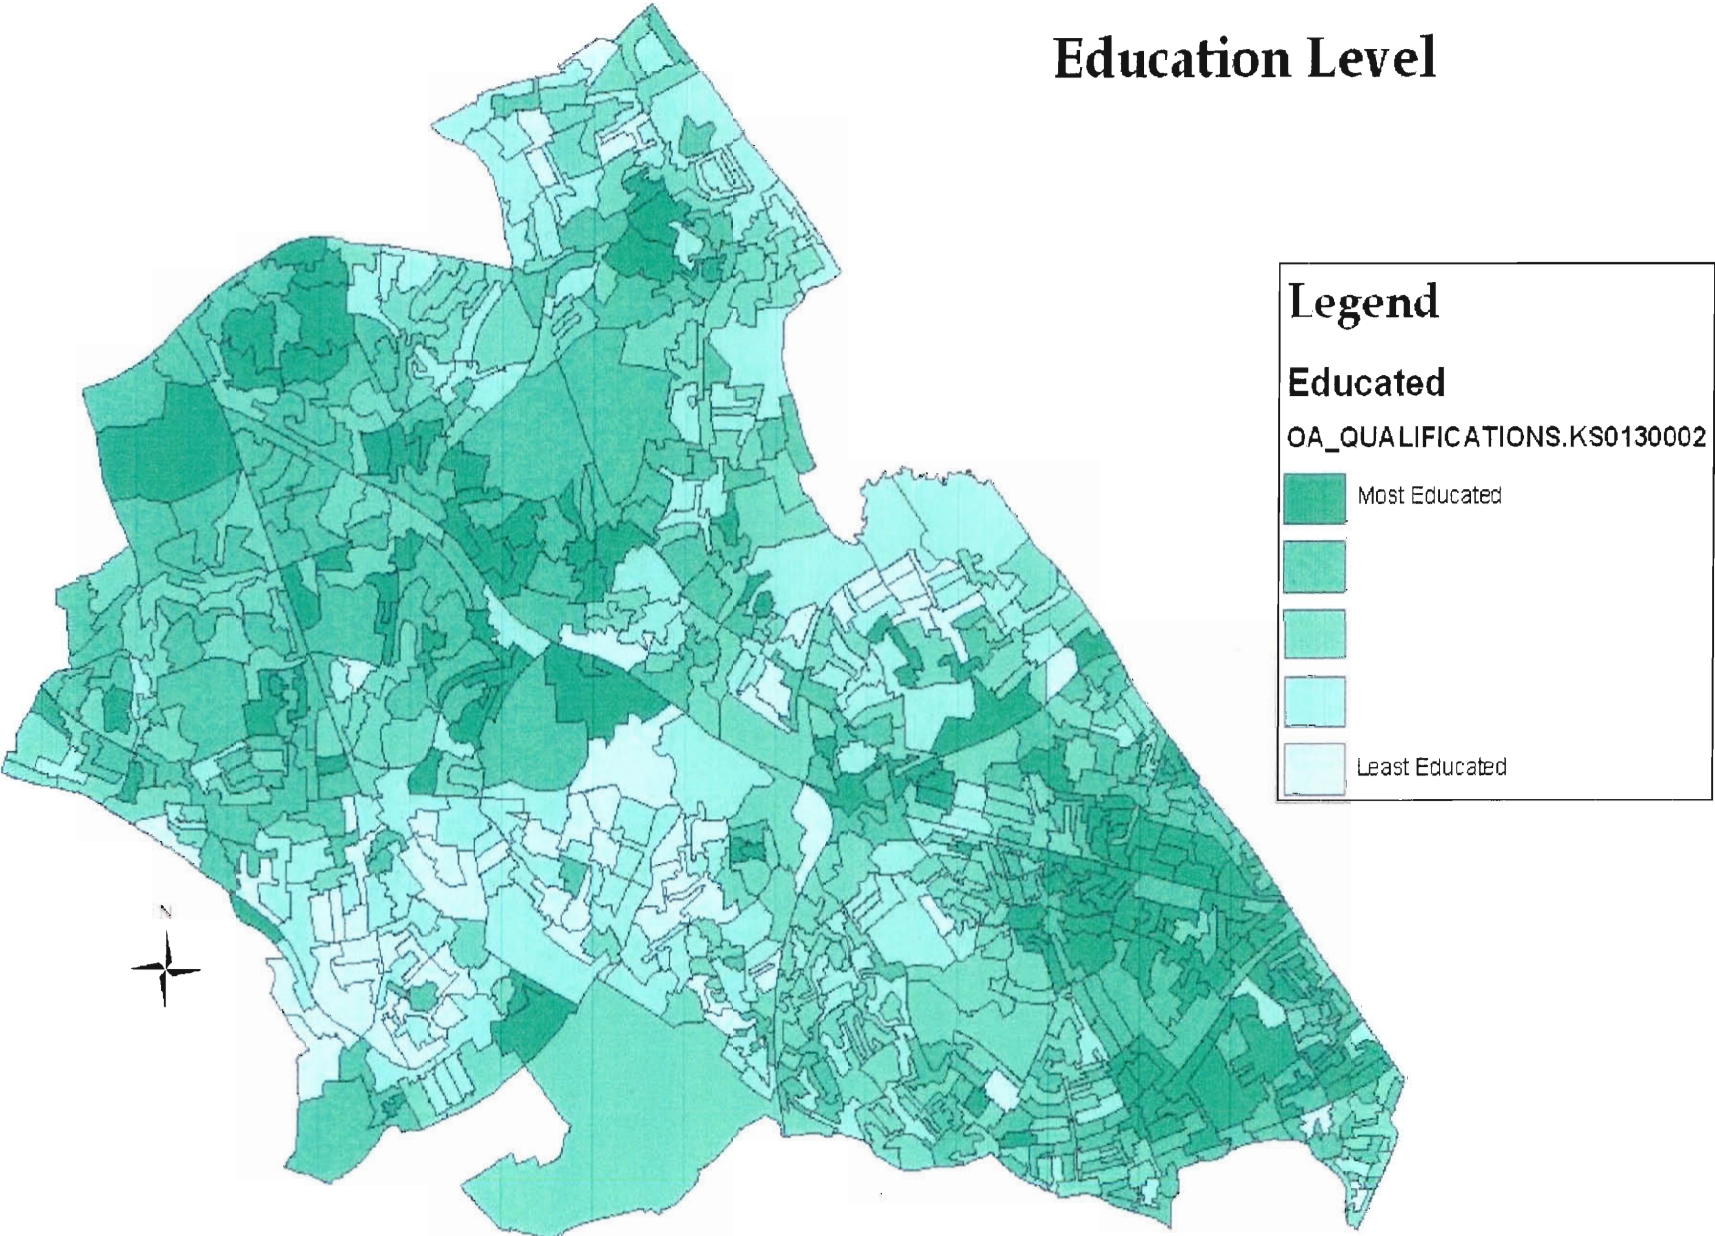 Education Level
Legend
Educated
OA_QUALIFICATIONS.KS0130002
Most Educated
Least Educated
N